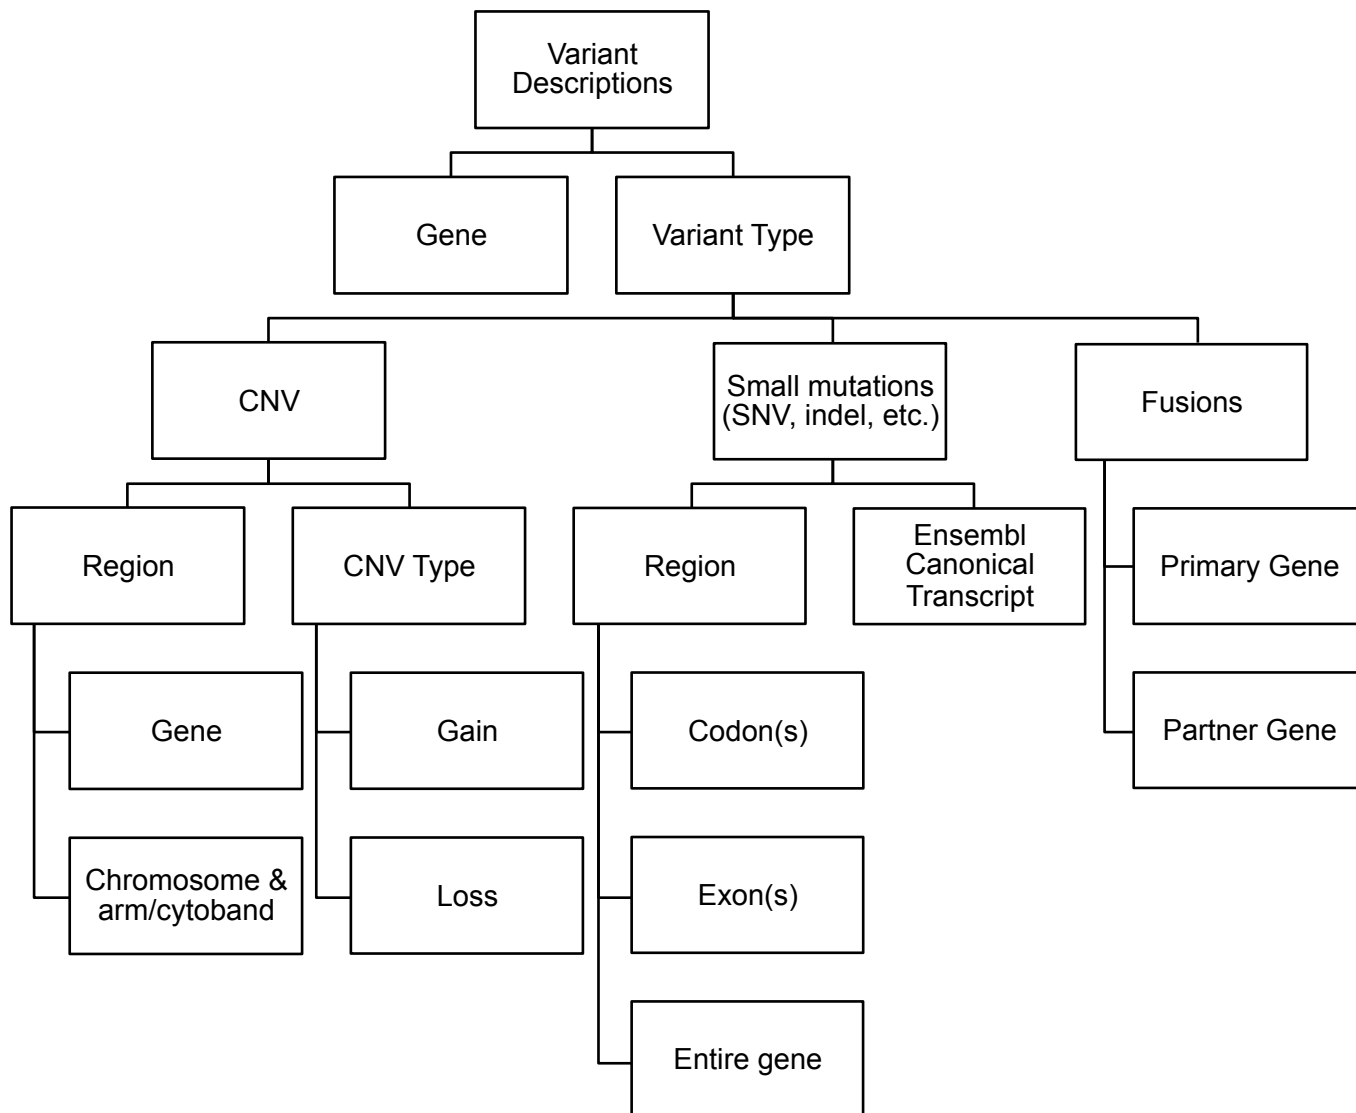 Variant
Descriptions
Gene
Variant Type
CNV
Small mutations
(SNV, indel, etc.)
Fusions
Region
CNV Type
Region
Ensembl
Canonical
Transcript
Primary Gene
Gene
Gain
Codon(s)
Partner Gene
Chromosome &
arm/cytoband
Loss
Exon(s)
Entire gene